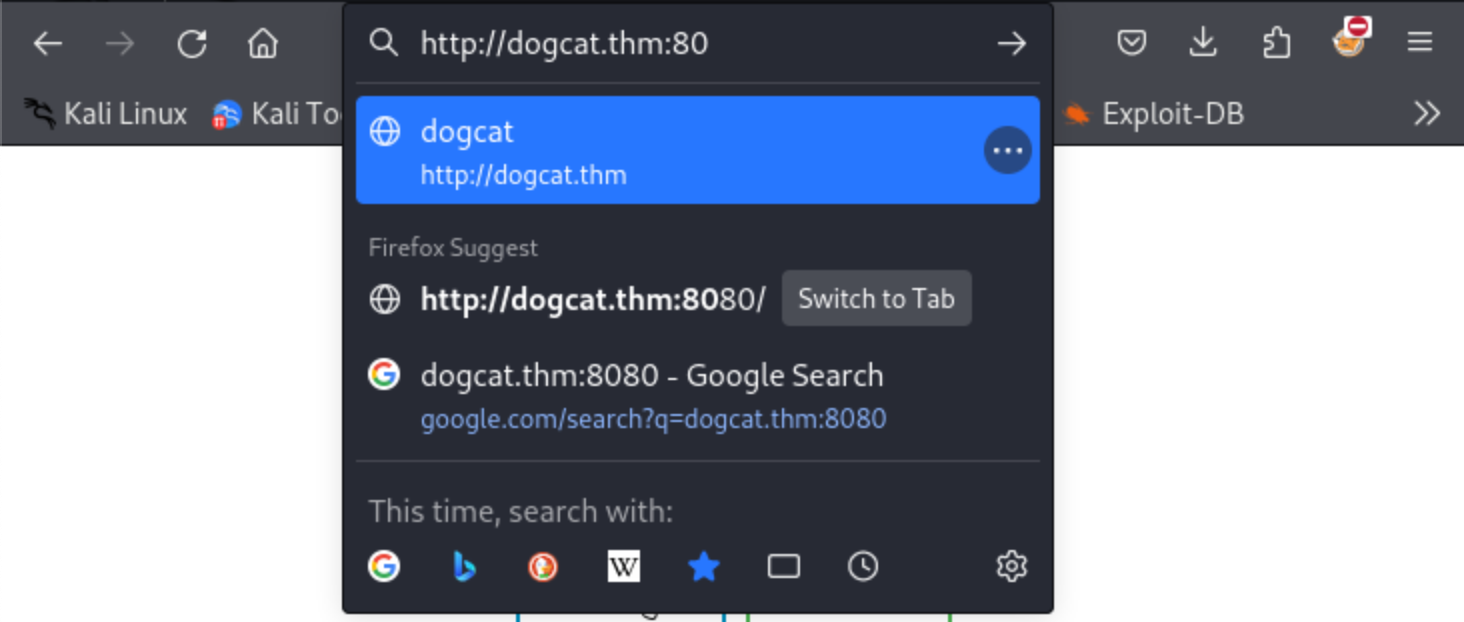 http://dogcat.thm:80
Kali Linux
Kali To
Exploit-DB
dogcat
http://dogcat.thm
Firefox Suggest
http://dogcat.thm:8080/ Switch to Tab
dogcat.thm:8080 - Google Search
google.com/search?q=dogcat.thm:8080
This time, search with:
W